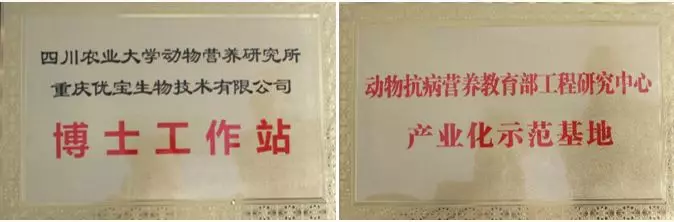 四川农业大学动物营养研究所
重庆优宝生物技术有限公司
博士工作站
动物抗病营养教育部工程研究中心
产业化示范基地